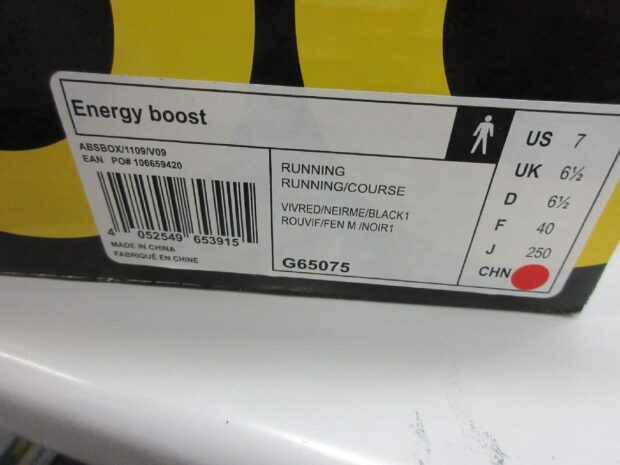 Energy boost
ABSBOX/1109/V09
EAN PO# 106659420
4 052549 653915
MADE IN CHINA
FABRIQUÉ EN CHINE
RUNNING
RUNNING/COURSE
VIVRED/NEIRME/BLACK1
ROUVIF/FEN M /NOIR1
G65075
US 7
UK 6½
D 6½
F 40
J 250
CHN